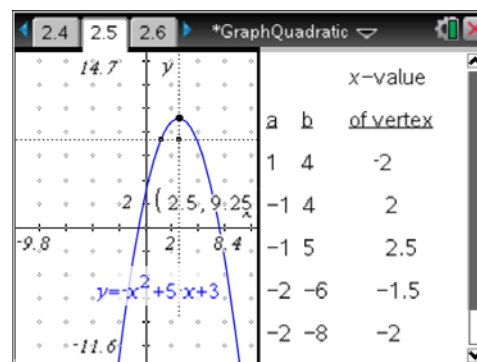 2.4 2.5 2.6 *GraphQuadratic
14.7 y
2 (2.5, 9.25
x
-9.8 2 8.4
y=-x²+5·x+3
-11.6
x-value
a b of vertex
1 4 -2
-1 4 2
-1 5 2.5
-2 -6 -1.5
-2 -8 -2